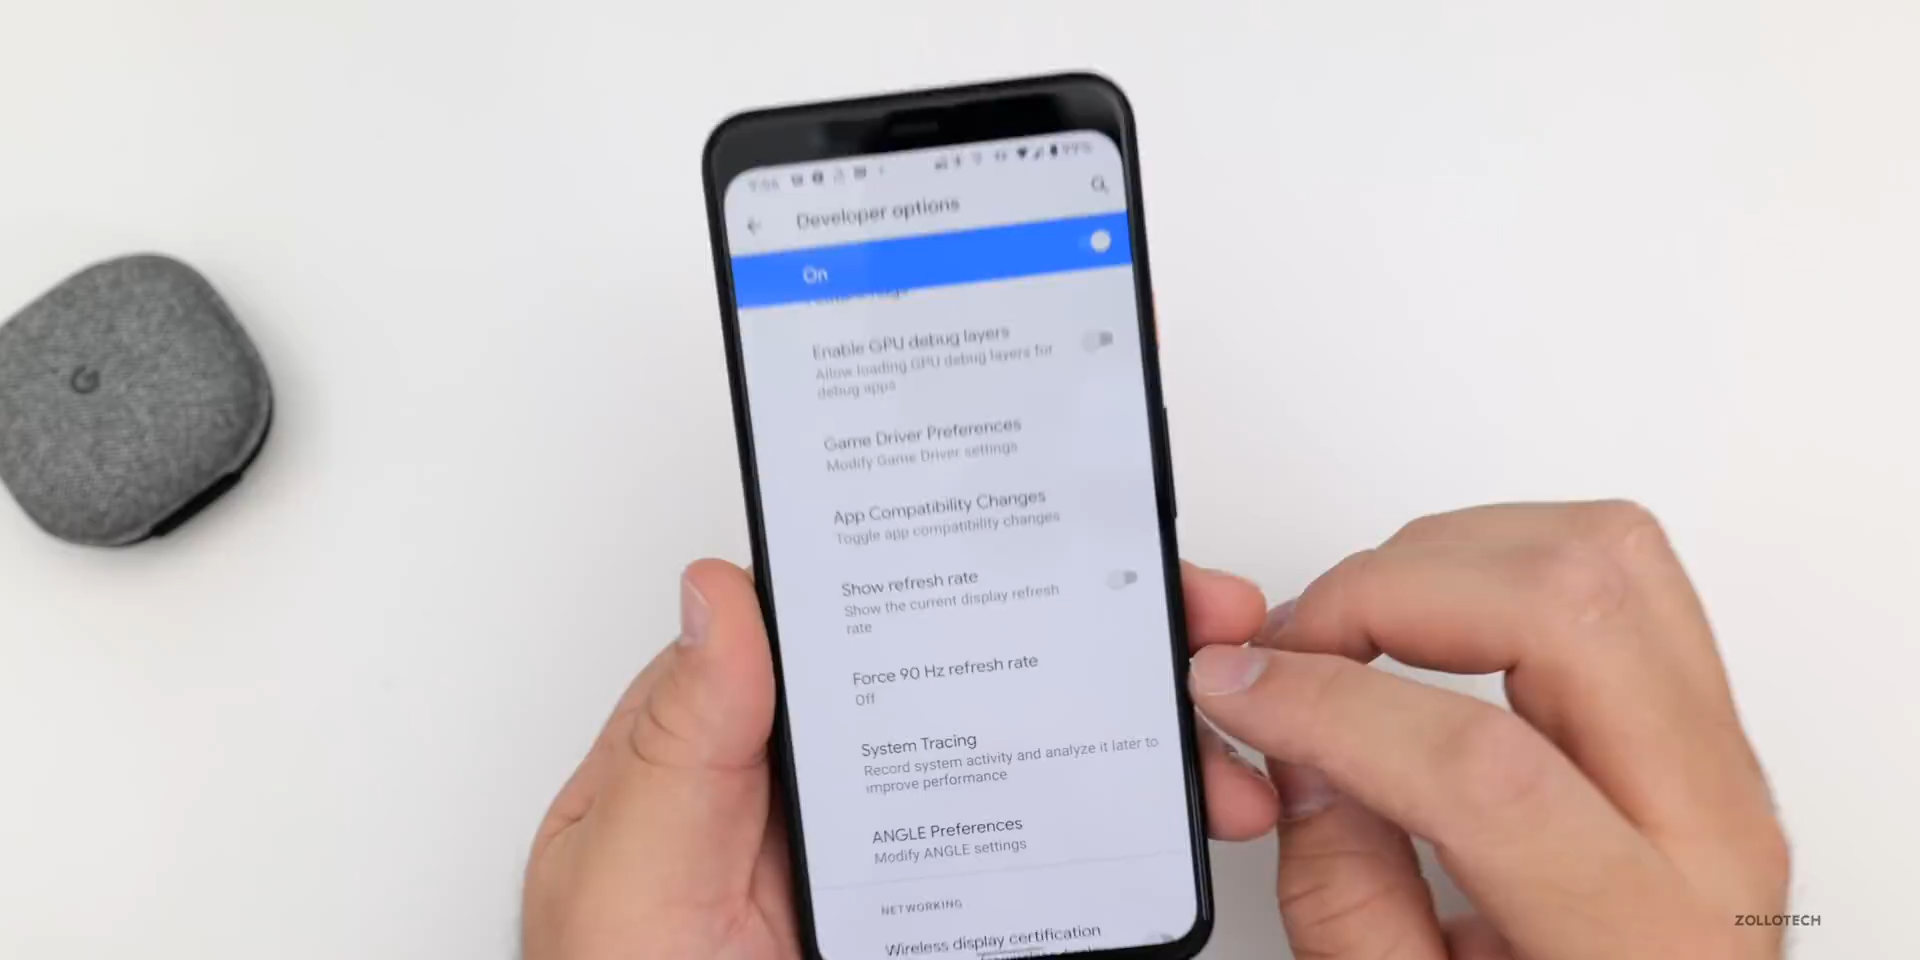 99%
Developer options
On
Enable GPU debug layers
Allow loading GPU debug layers for
debug apps
Game Driver Preferences
Modify Game Driver settings
App Compatibility Changes
Toggle app compatibility changes
Show refresh rate
Show the current display refresh
rate
Force 90 Hz refresh rate
Off
System Tracing
Record system activity and analyze it later to
improve performance
ANGLE Preferences
Modify ANGLE settings
NETWORKING
Wireless display certification
G
ZOLLOTECH